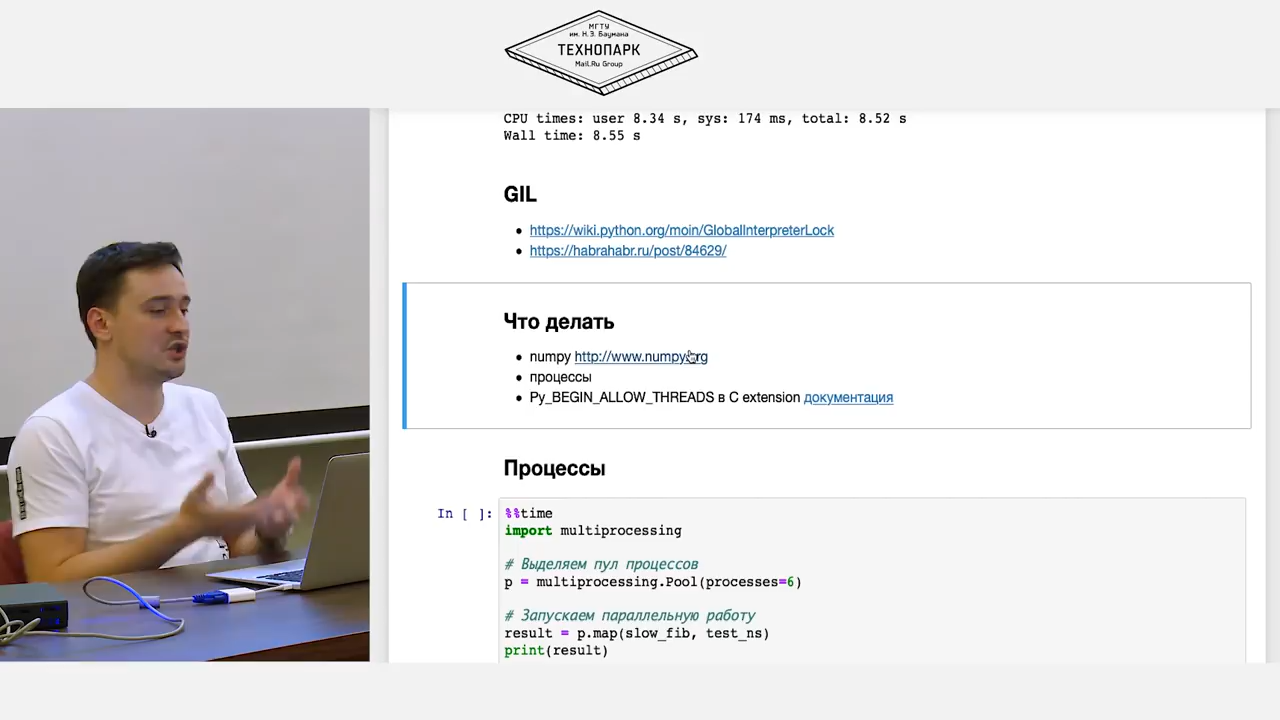 МГТУ
им. Н.Э. Баумана
ТЕХНОПАРК
Mail.Ru Group
CPU times: user 8.34 s, sys: 174 ms, total: 8.52 s
Wall time: 8.55 s
GIL
https://wiki.python.org/moin/GlobalInterpreterLock
https://habrahabr.ru/post/84629/
Что делать
numpy http://www.numpy.org
процессы
Py_BEGIN_ALLOW_THREADS в C extension документация
Процессы
In [ ]: %%time
import multiprocessing
# Выделяем пул процессов
p = multiprocessing.Pool(processes=6)
# Запускаем параллельную работу
result = p.map(slow_fib, test_ns)
print(result)